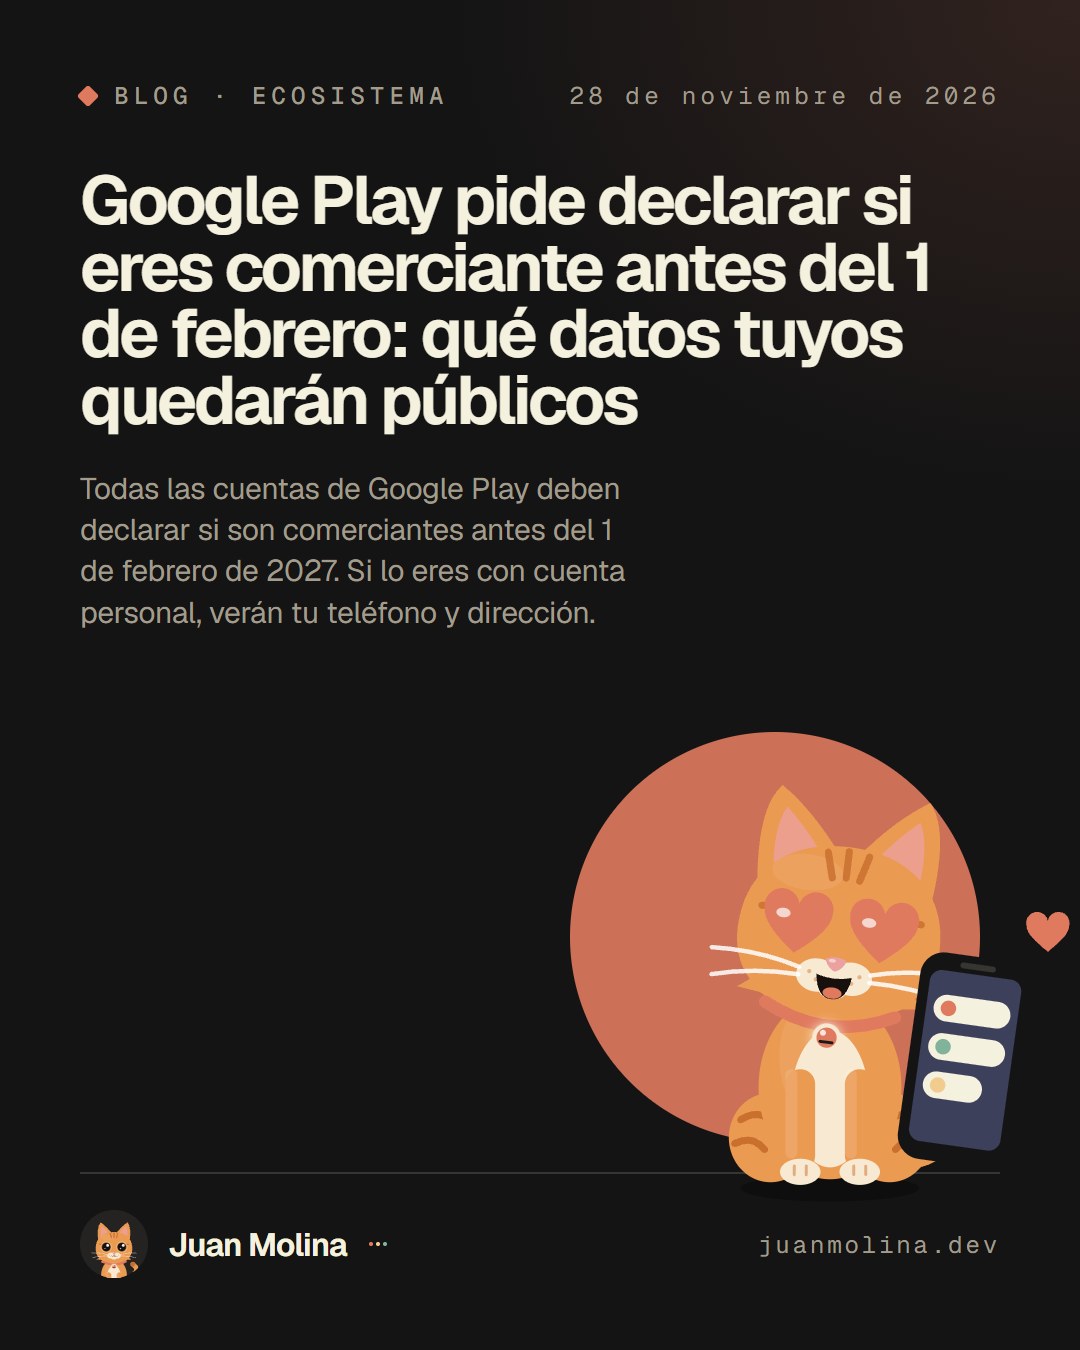 BLOG · ECOSISTEMA
28 de noviembre de 2026
Google Play pide declarar si
eres comerciante antes del 1
de febrero: qué datos tuyos
quedarán públicos
Todas las cuentas de Google Play deben
declarar si son comerciantes antes del 1
de febrero de 2027. Si lo eres con cuenta
personal, verán tu teléfono y dirección.
Juan Molina
juanmolina.dev